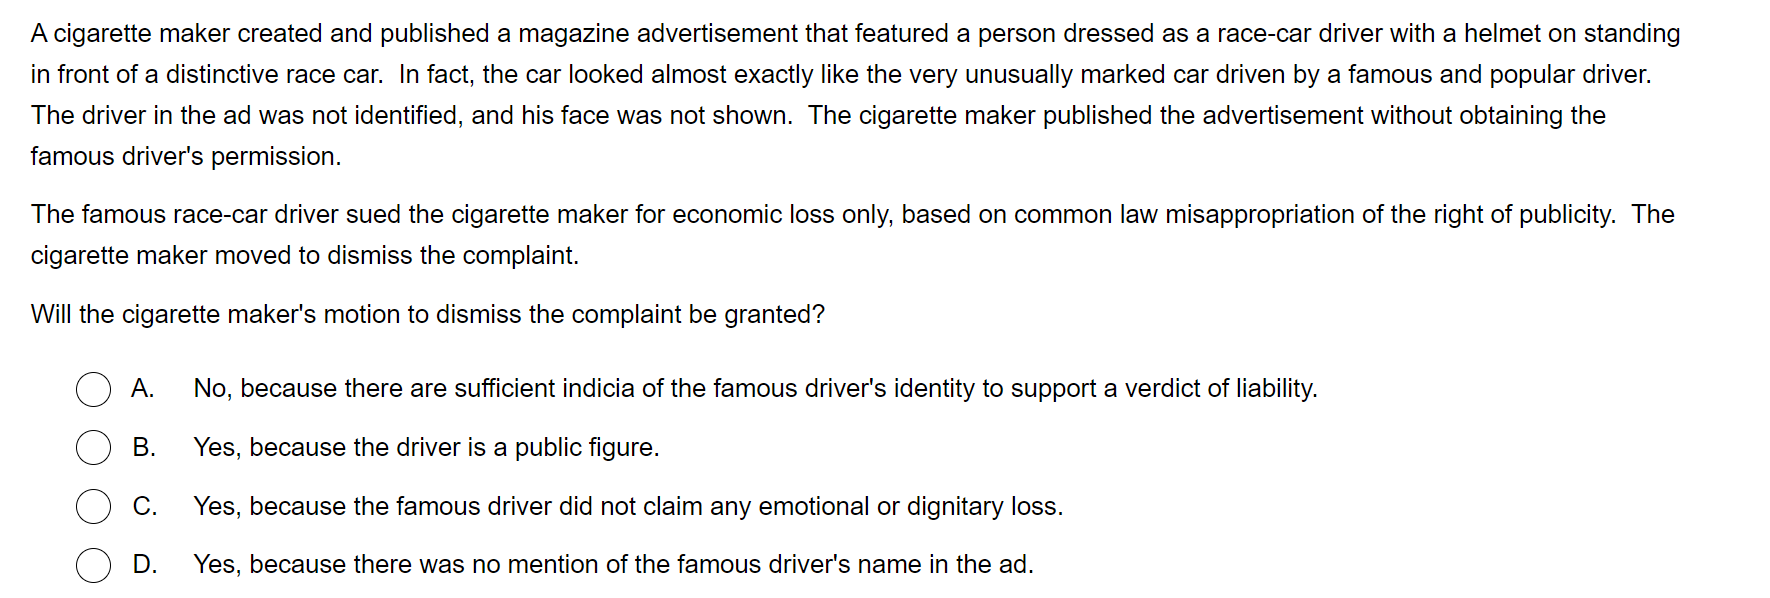 A cigarette maker created and published a magazine advertisement that featured a person dressed as a race-car driver with a helmet on standing
in front of a distinctive race car.  In fact, the car looked almost exactly like the very unusually marked car driven by a famous and popular driver.
The driver in the ad was not identified, and his face was not shown.  The cigarette maker published the advertisement without obtaining the
famous driver's permission.
The famous race-car driver sued the cigarette maker for economic loss only, based on common law misappropriation of the right of publicity.  The
cigarette maker moved to dismiss the complaint.
Will the cigarette maker's motion to dismiss the complaint be granted?
A. No, because there are sufficient indicia of the famous driver's identity to support a verdict of liability.
B. Yes, because the driver is a public figure.
C. Yes, because the famous driver did not claim any emotional or dignitary loss.
D. Yes, because there was no mention of the famous driver's name in the ad.